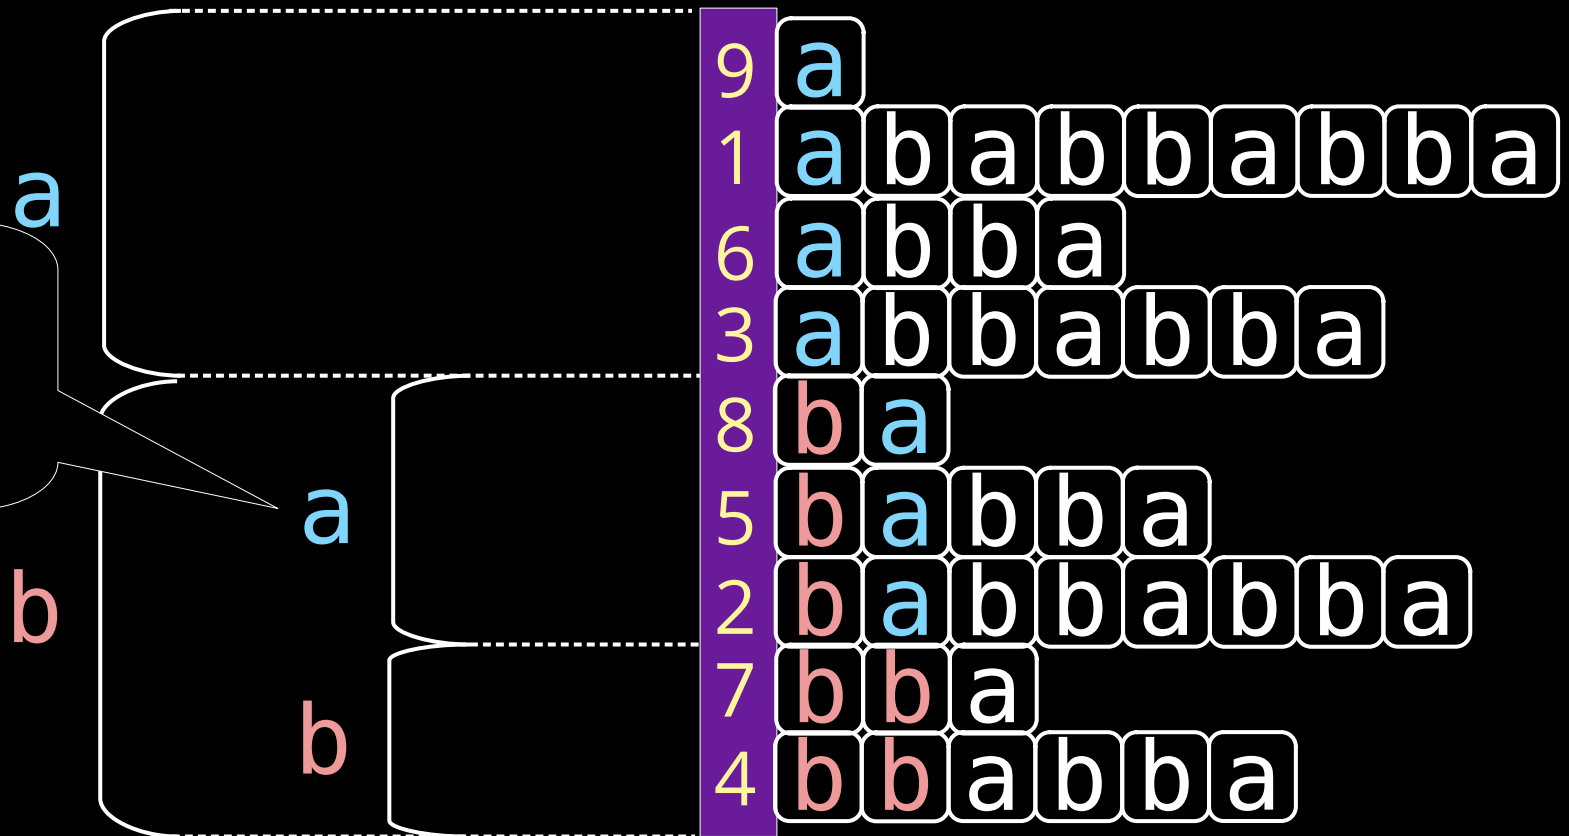 9 a
1 a b a b b a b b a
a
6 a b b a
3 a b b a b b a
8 b a
a
5 b a b b a
b
2 b a b b a b b a
7 b b a
b
4 b b a b b a